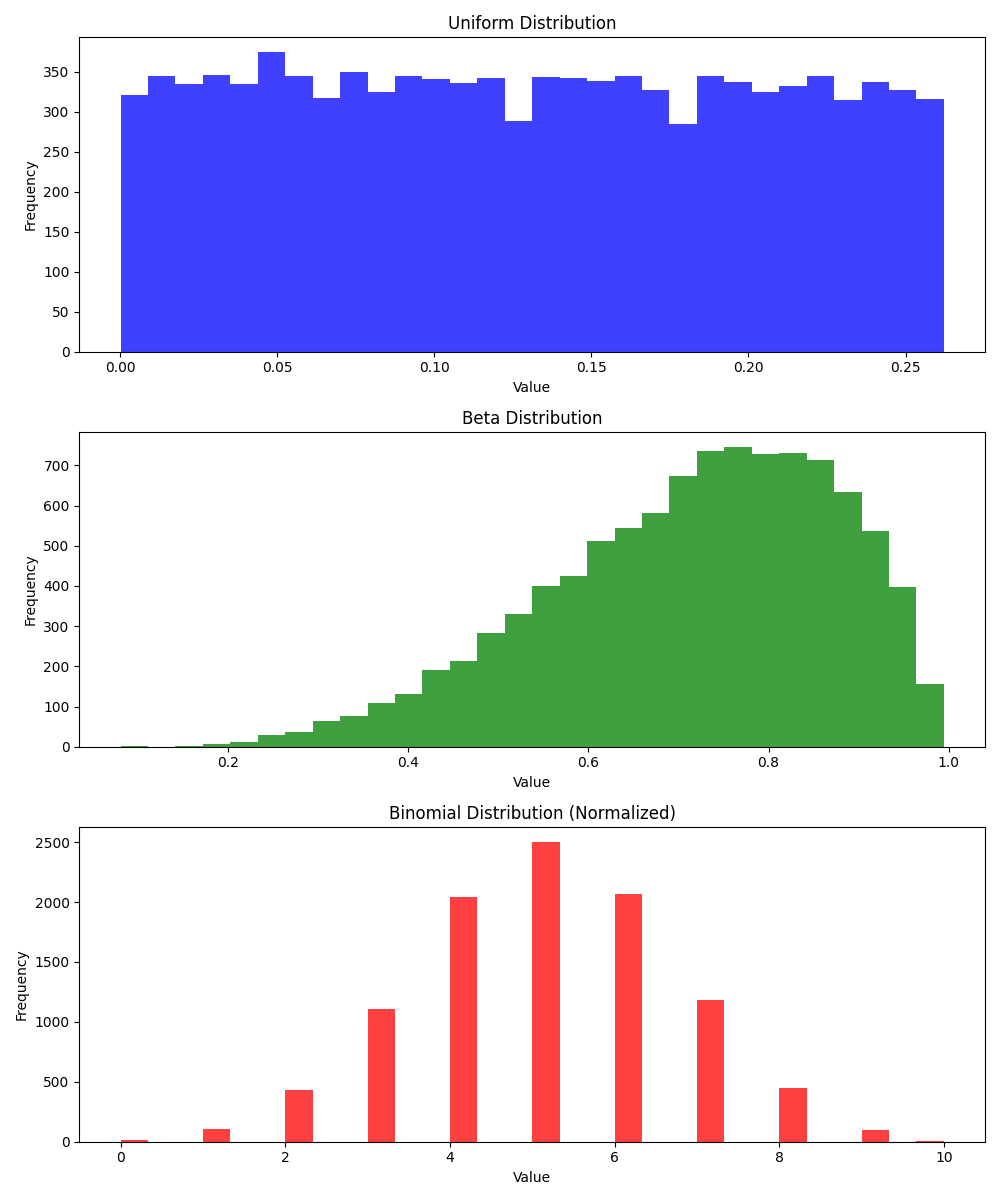 Uniform Distribution
350
300
250
200
150
100
50
0
Frequency
0.00 0.05 0.10 0.15 0.20 0.25
Value
Beta Distribution
700
600
500
400
300
200
100
0
Frequency
0.2 0.4 0.6 0.8 1.0
Value
Binomial Distribution (Normalized)
2500
2000
1500
1000
500
0
Frequency
0 2 4 6 8 10
Value